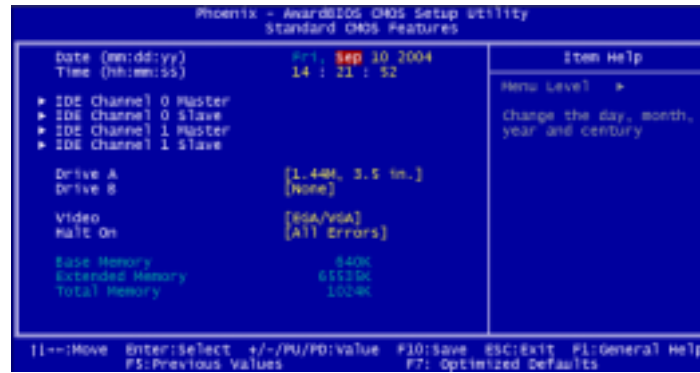 Phoenix - AwardBIOS CMOS Setup Utility
Standard CMOS Features
Date (mm:dd:yy) Fri, Sep 10 2004
Time (hh:mm:ss) 14 : 21 : 52
► IDE Channel 0 Master
► IDE Channel 0 Slave
► IDE Channel 1 Master
► IDE Channel 1 Slave
Drive A [1.44M, 3.5 in.]
Drive B [None]
Video [EGA/VGA]
Halt On [All Errors]
Base Memory 640K
Extended Memory 65535K
Total Memory 1024K
Item Help
Menu Level ►
Change the day, month,
year and century
↑↓→←:Move Enter:Select +/-/PU/PD:Value F10:Save ESC:Exit F1:General Help
F5:Previous Values F7: Optimized Defaults